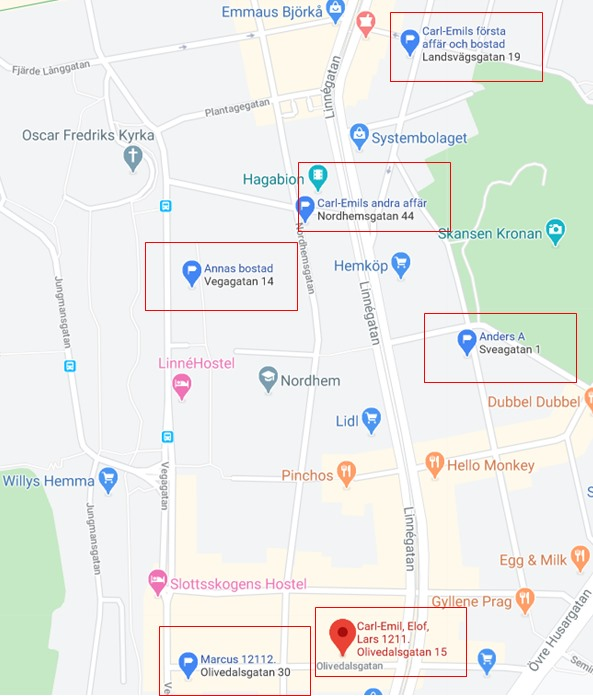 Emmaus Björkå
Carl-Emils första
affär och bostad
Landsvägsgatan 19
Fjärde Långgatan
Linnégatan
Plantagegatan
Oscar Fredriks Kyrka
Systembolaget
Hagabion
Carl-Emils andra affär
Nordhemsgatan 44
Skansen Kronan
Nordhemsgatan
Annas bostad
Vegagatan 14
Hemköp
Jungmansgatan
Linnégatan
Anders A
Sveagatan 1
LinnéHostel
Nordhem
Dubbel Dubbel
Lidl
Pinchos
Hello Monkey
Willys Hemma
Vegagatan
Jungmansgatan
Linnégatan
Egg & Milk
Slottsskogens Hostel
Gyllene Prag
Övre Husargatan
Carl-Emil, Elof,
Lars 1211.
Olivedalsgatan 15
Marcus 12112.
Olivedalsgatan 30
Olivedalsgatan